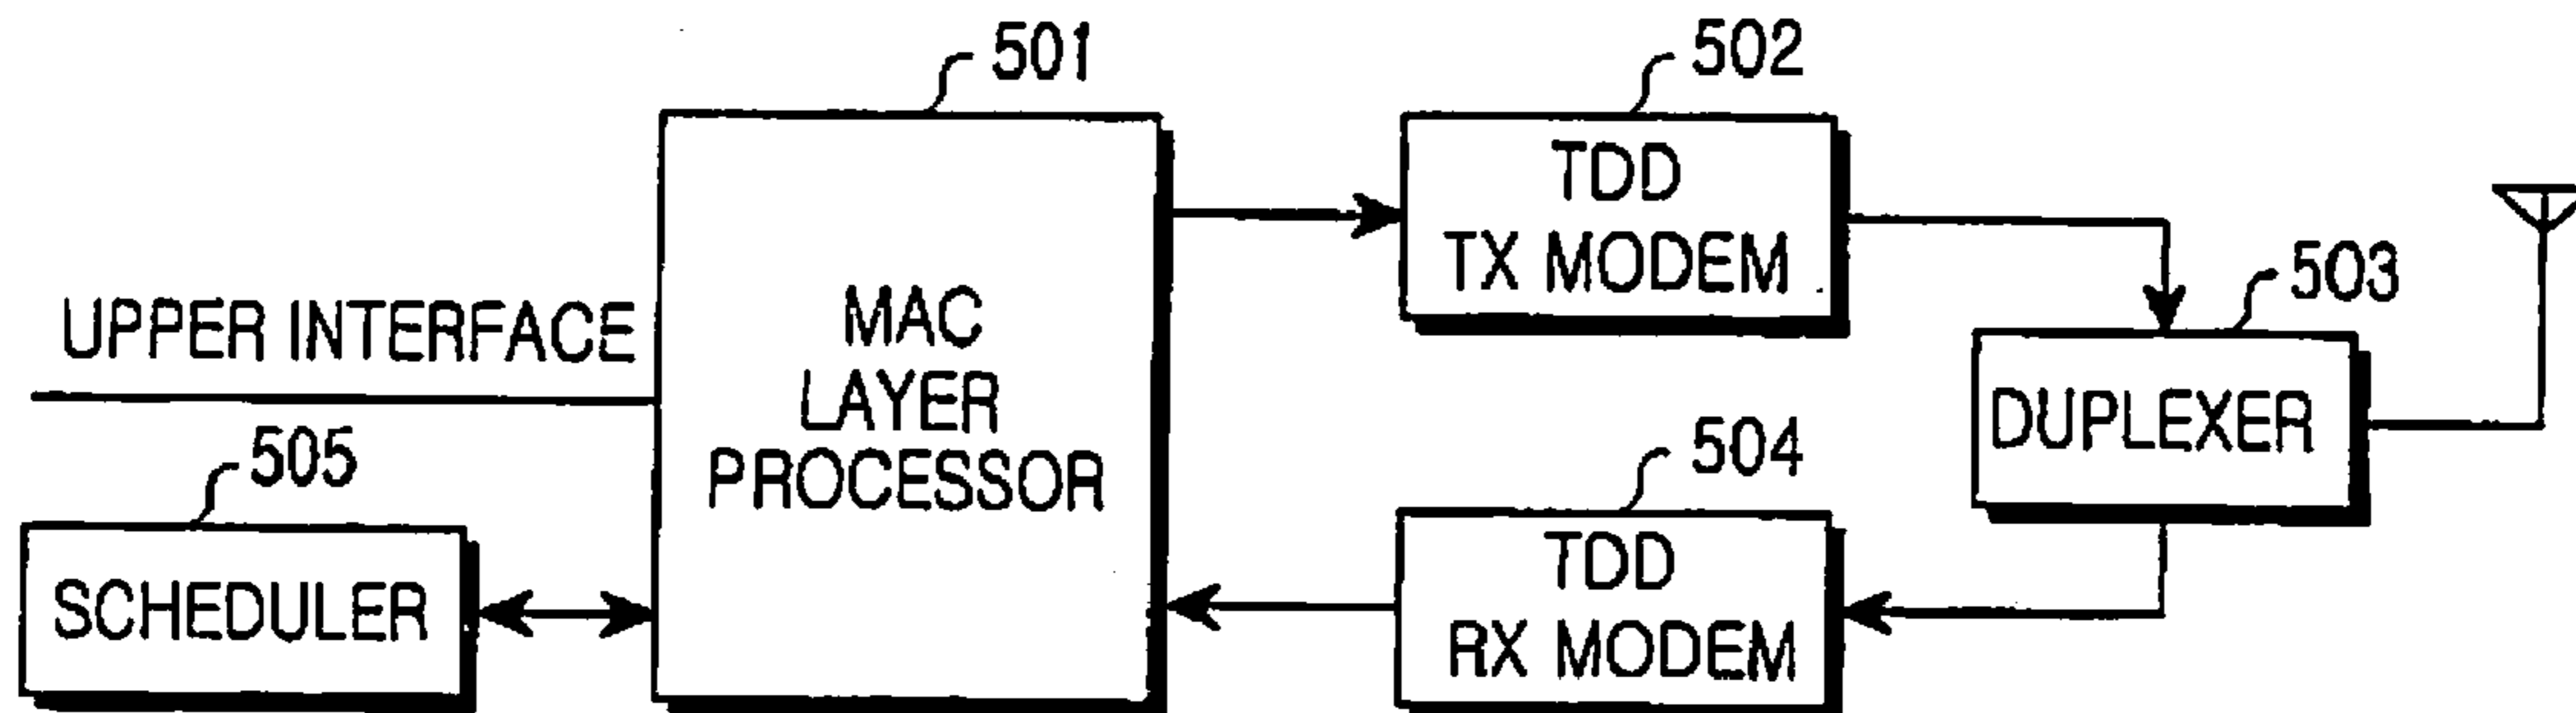 501
502
TDD
TX MODEM
503
UPPER INTERFACE
MAC
LAYER
PROCESSOR
DUPLEXER
505
504
SCHEDULER
TDD
RX MODEM